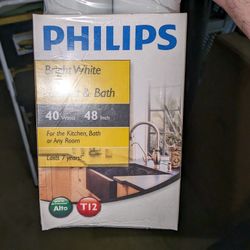 PHILIPS
Bright White
& Bath
40 Watts 48 Inch
For the Kitchen, Bath
or Any Room
Lasts 7 years
Alto
T12